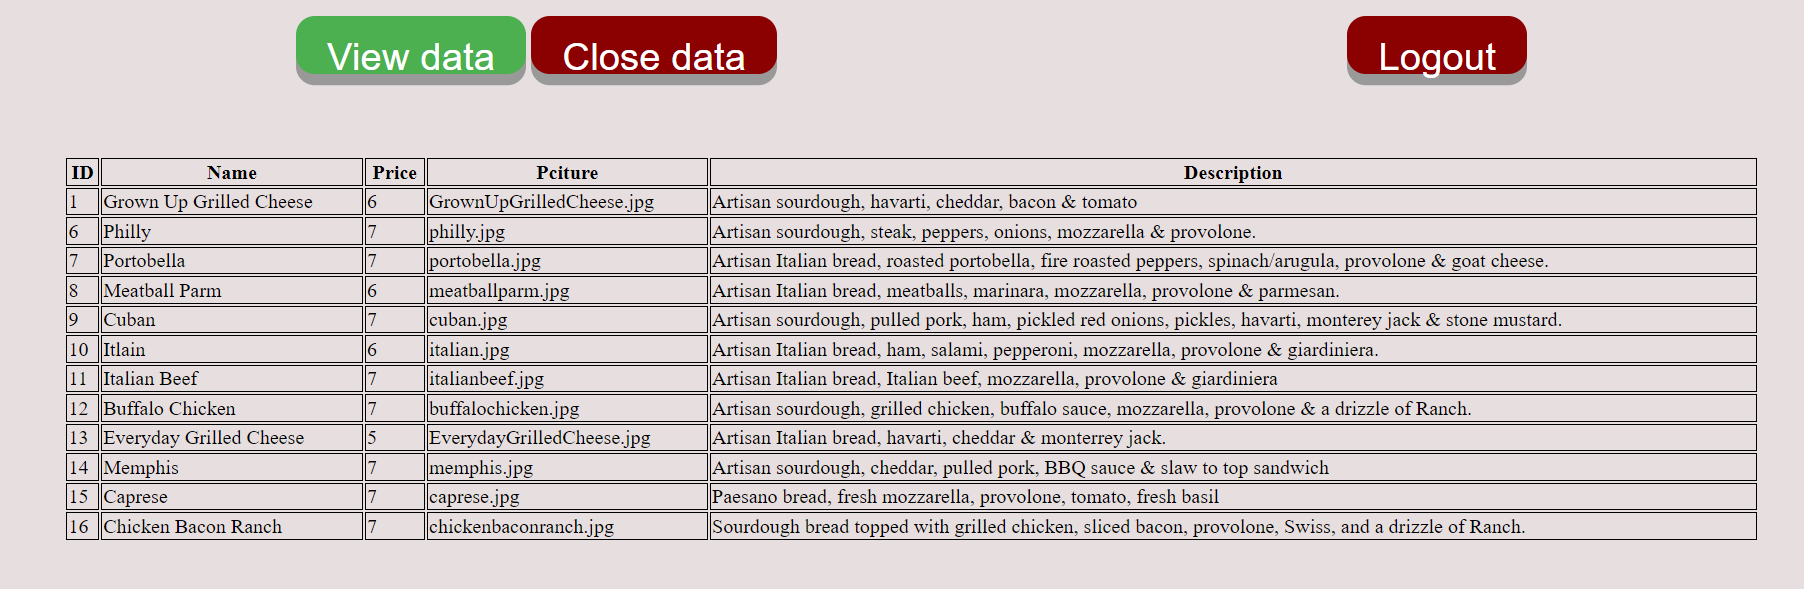 View data Close data Logout
ID Name Price Pciture Description
1 Grown Up Grilled Cheese 6 GrownUpGrilledCheese.jpg Artisan sourdough, havarti, cheddar, bacon & tomato
6 Philly 7 philly.jpg Artisan sourdough, steak, peppers, onions, mozzarella & provolone.
7 Portobella 7 portobella.jpg Artisan Italian bread, roasted portobella, fire roasted peppers, spinach/arugula, provolone & goat cheese.
8 Meatball Parm 6 meatballparm.jpg Artisan Italian bread, meatballs, marinara, mozzarella, provolone & parmesan.
9 Cuban 7 cuban.jpg Artisan sourdough, pulled pork, ham, pickled red onions, pickles, havarti, monterey jack & stone mustard.
10 Itlain 6 italian.jpg Artisan Italian bread, ham, salami, pepperoni, mozzarella, provolone & giardiniera.
11 Italian Beef 7 italianbeef.jpg Artisan Italian bread, Italian beef, mozzarella, provolone & giardiniera
12 Buffalo Chicken 7 buffalochicken.jpg Artisan sourdough, grilled chicken, buffalo sauce, mozzarella, provolone & a drizzle of Ranch.
13 Everyday Grilled Cheese 5 EverydayGrilledCheese.jpg Artisan Italian bread, havarti, cheddar & monterrey jack.
14 Memphis 7 memphis.jpg Artisan sourdough, cheddar, pulled pork, BBQ sauce & slaw to top sandwich
15 Caprese 7 caprese.jpg Paesano bread, fresh mozzarella, provolone, tomato, fresh basil
16 Chicken Bacon Ranch 7 chickenbaconranch.jpg Sourdough bread topped with grilled chicken, sliced bacon, provolone, Swiss, and a drizzle of Ranch.